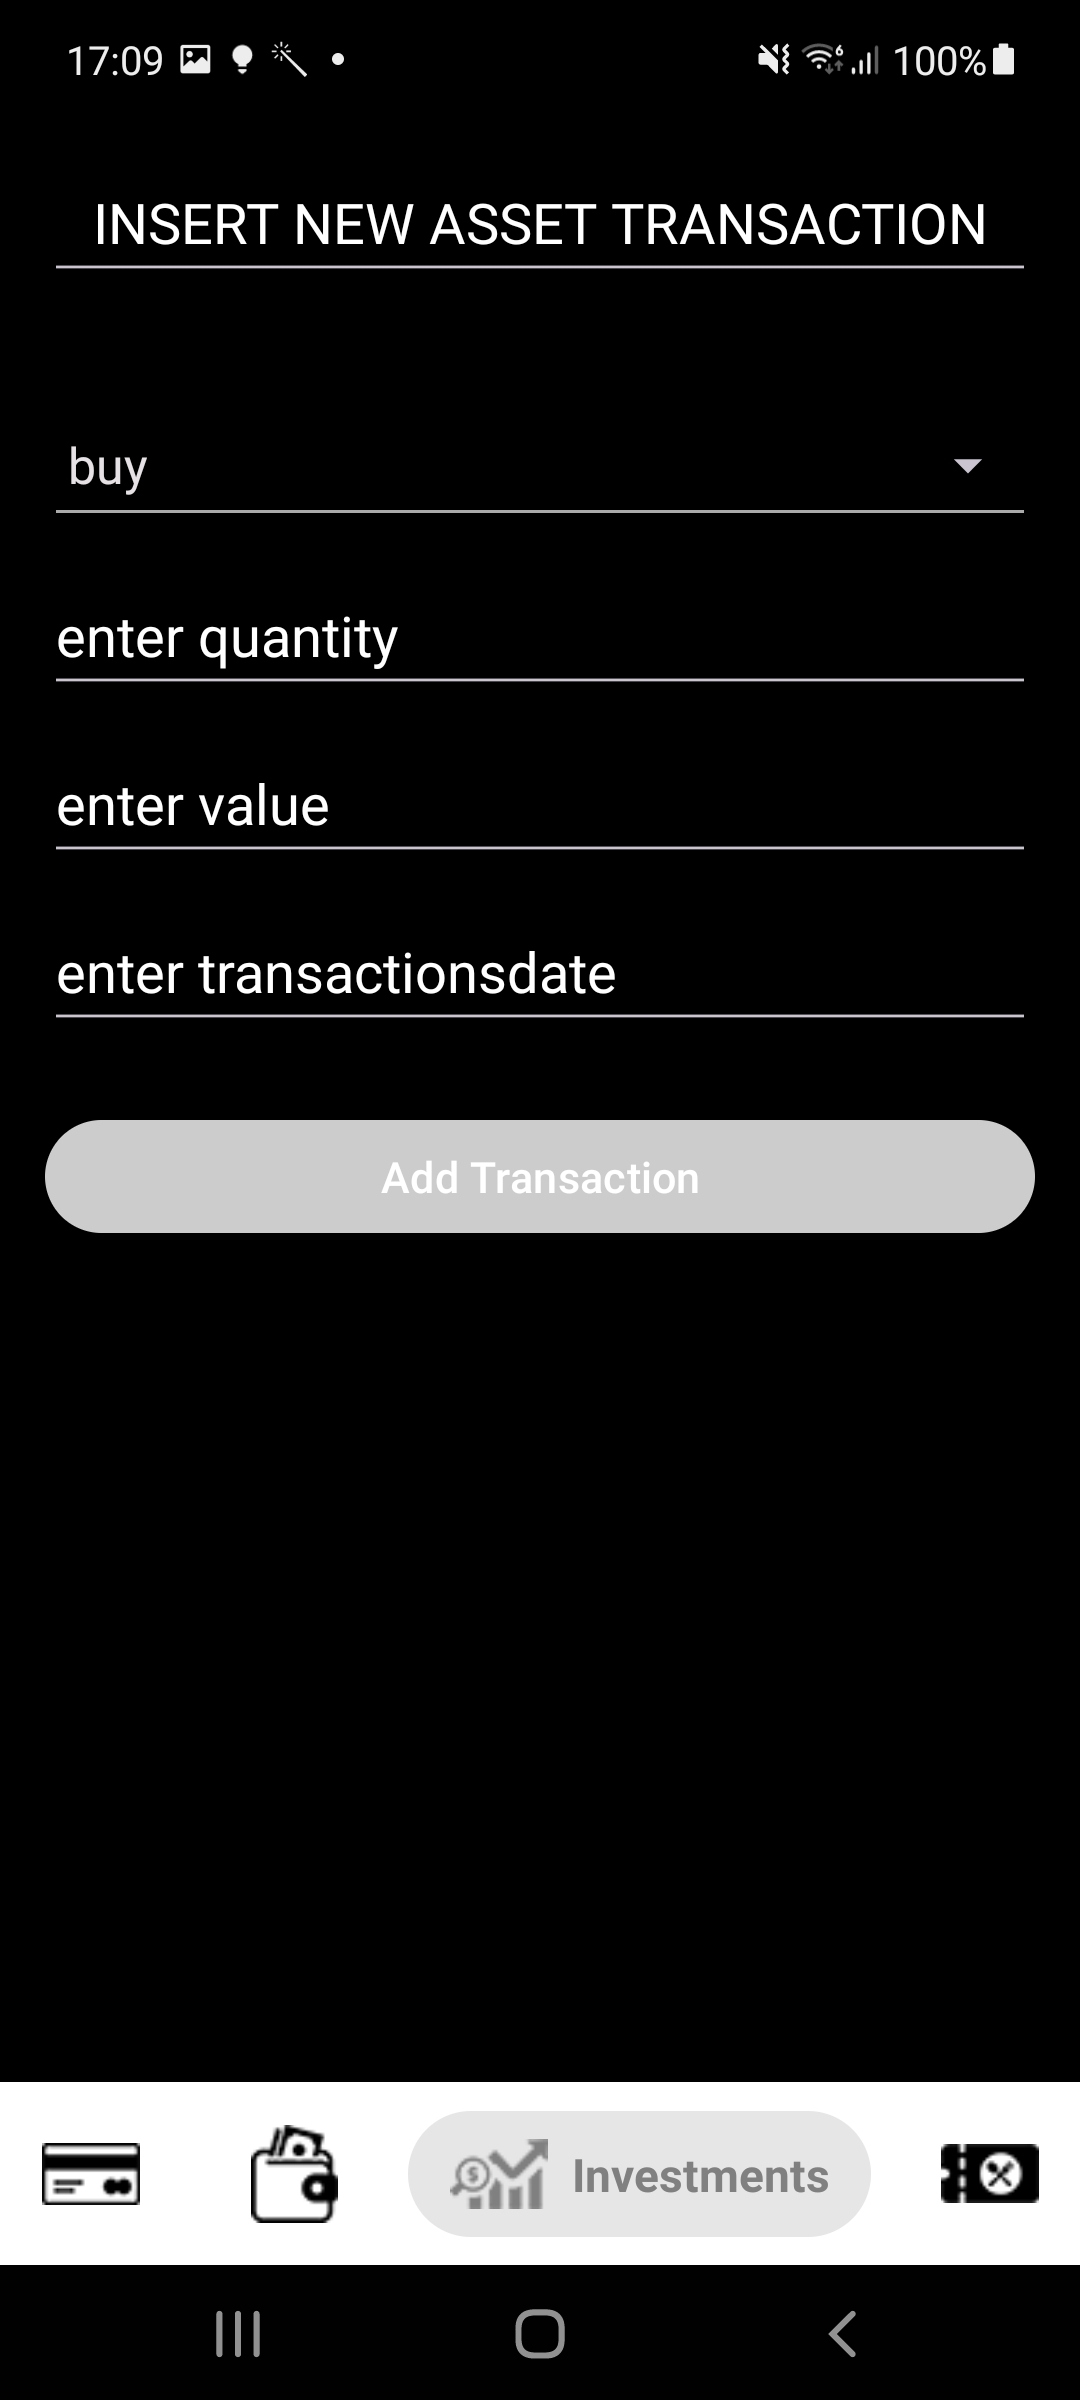 17:09 100%
INSERT NEW ASSET TRANSACTION
buy
enter quantity
enter value
enter transactionsdate
Add Transaction
Investments